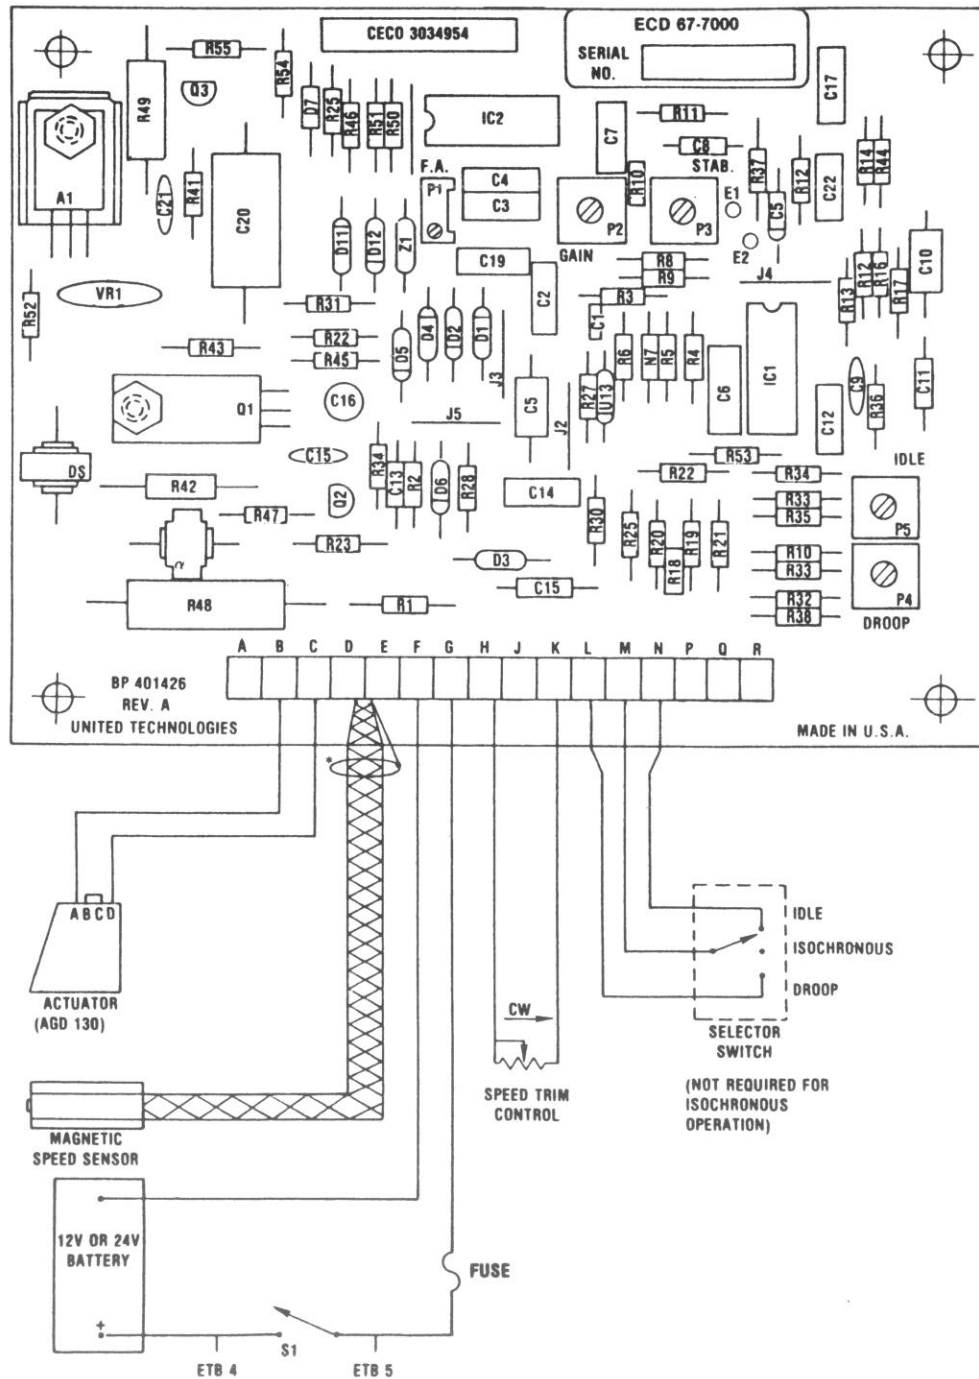 CECO 3034954
ECD 67-7000
SERIAL
NO.
R55
R54
R49
Q3
D7
R25
R46
R51
R50
IC2
C7
R11
C8
STAB.
C17
R14
R44
A1
C21
R41
C20
F.A.
P1
C4
C3
R10
P2
GAIN
P3
E1
E2
R37
R12
C5
C22
D11
D12
Z1
C19
C2
R8
R9
R3
C1
J4
R13
R12
R16
R17
C10
R52
VR1
R31
R43
R22
R45
D5
D4
D2
D1
J3
R6
N7
R5
R4
C6
IC1
Q1
C16
J5
C5
J2
R27
U13
C12
C9
R36
C11
DS
C15
R34
C13
R2
D6
R28
R53
R22
R34
IDLE
R42
Q2
C14
R30
R25
R20
R18
R19
R21
R33
R35
P5
R47
R23
D3
C15
R10
R33
P4
α
R48
R1
R32
R38
DROOP
A B C D E F G H J K L M N P Q R
BP 401426
REV. A
UNITED TECHNOLOGIES
MADE IN U.S.A.
*
A B C D
ACTUATOR
(AGD 130)
IDLE
ISOCHRONOUS
DROOP
SELECTOR
SWITCH
(NOT REQUIRED FOR
ISOCHRONOUS
OPERATION)
CW
SPEED TRIM
CONTROL
MAGNETIC
SPEED SENSOR
12V OR 24V
BATTERY
+
FUSE
S1
ETB 4
ETB 5